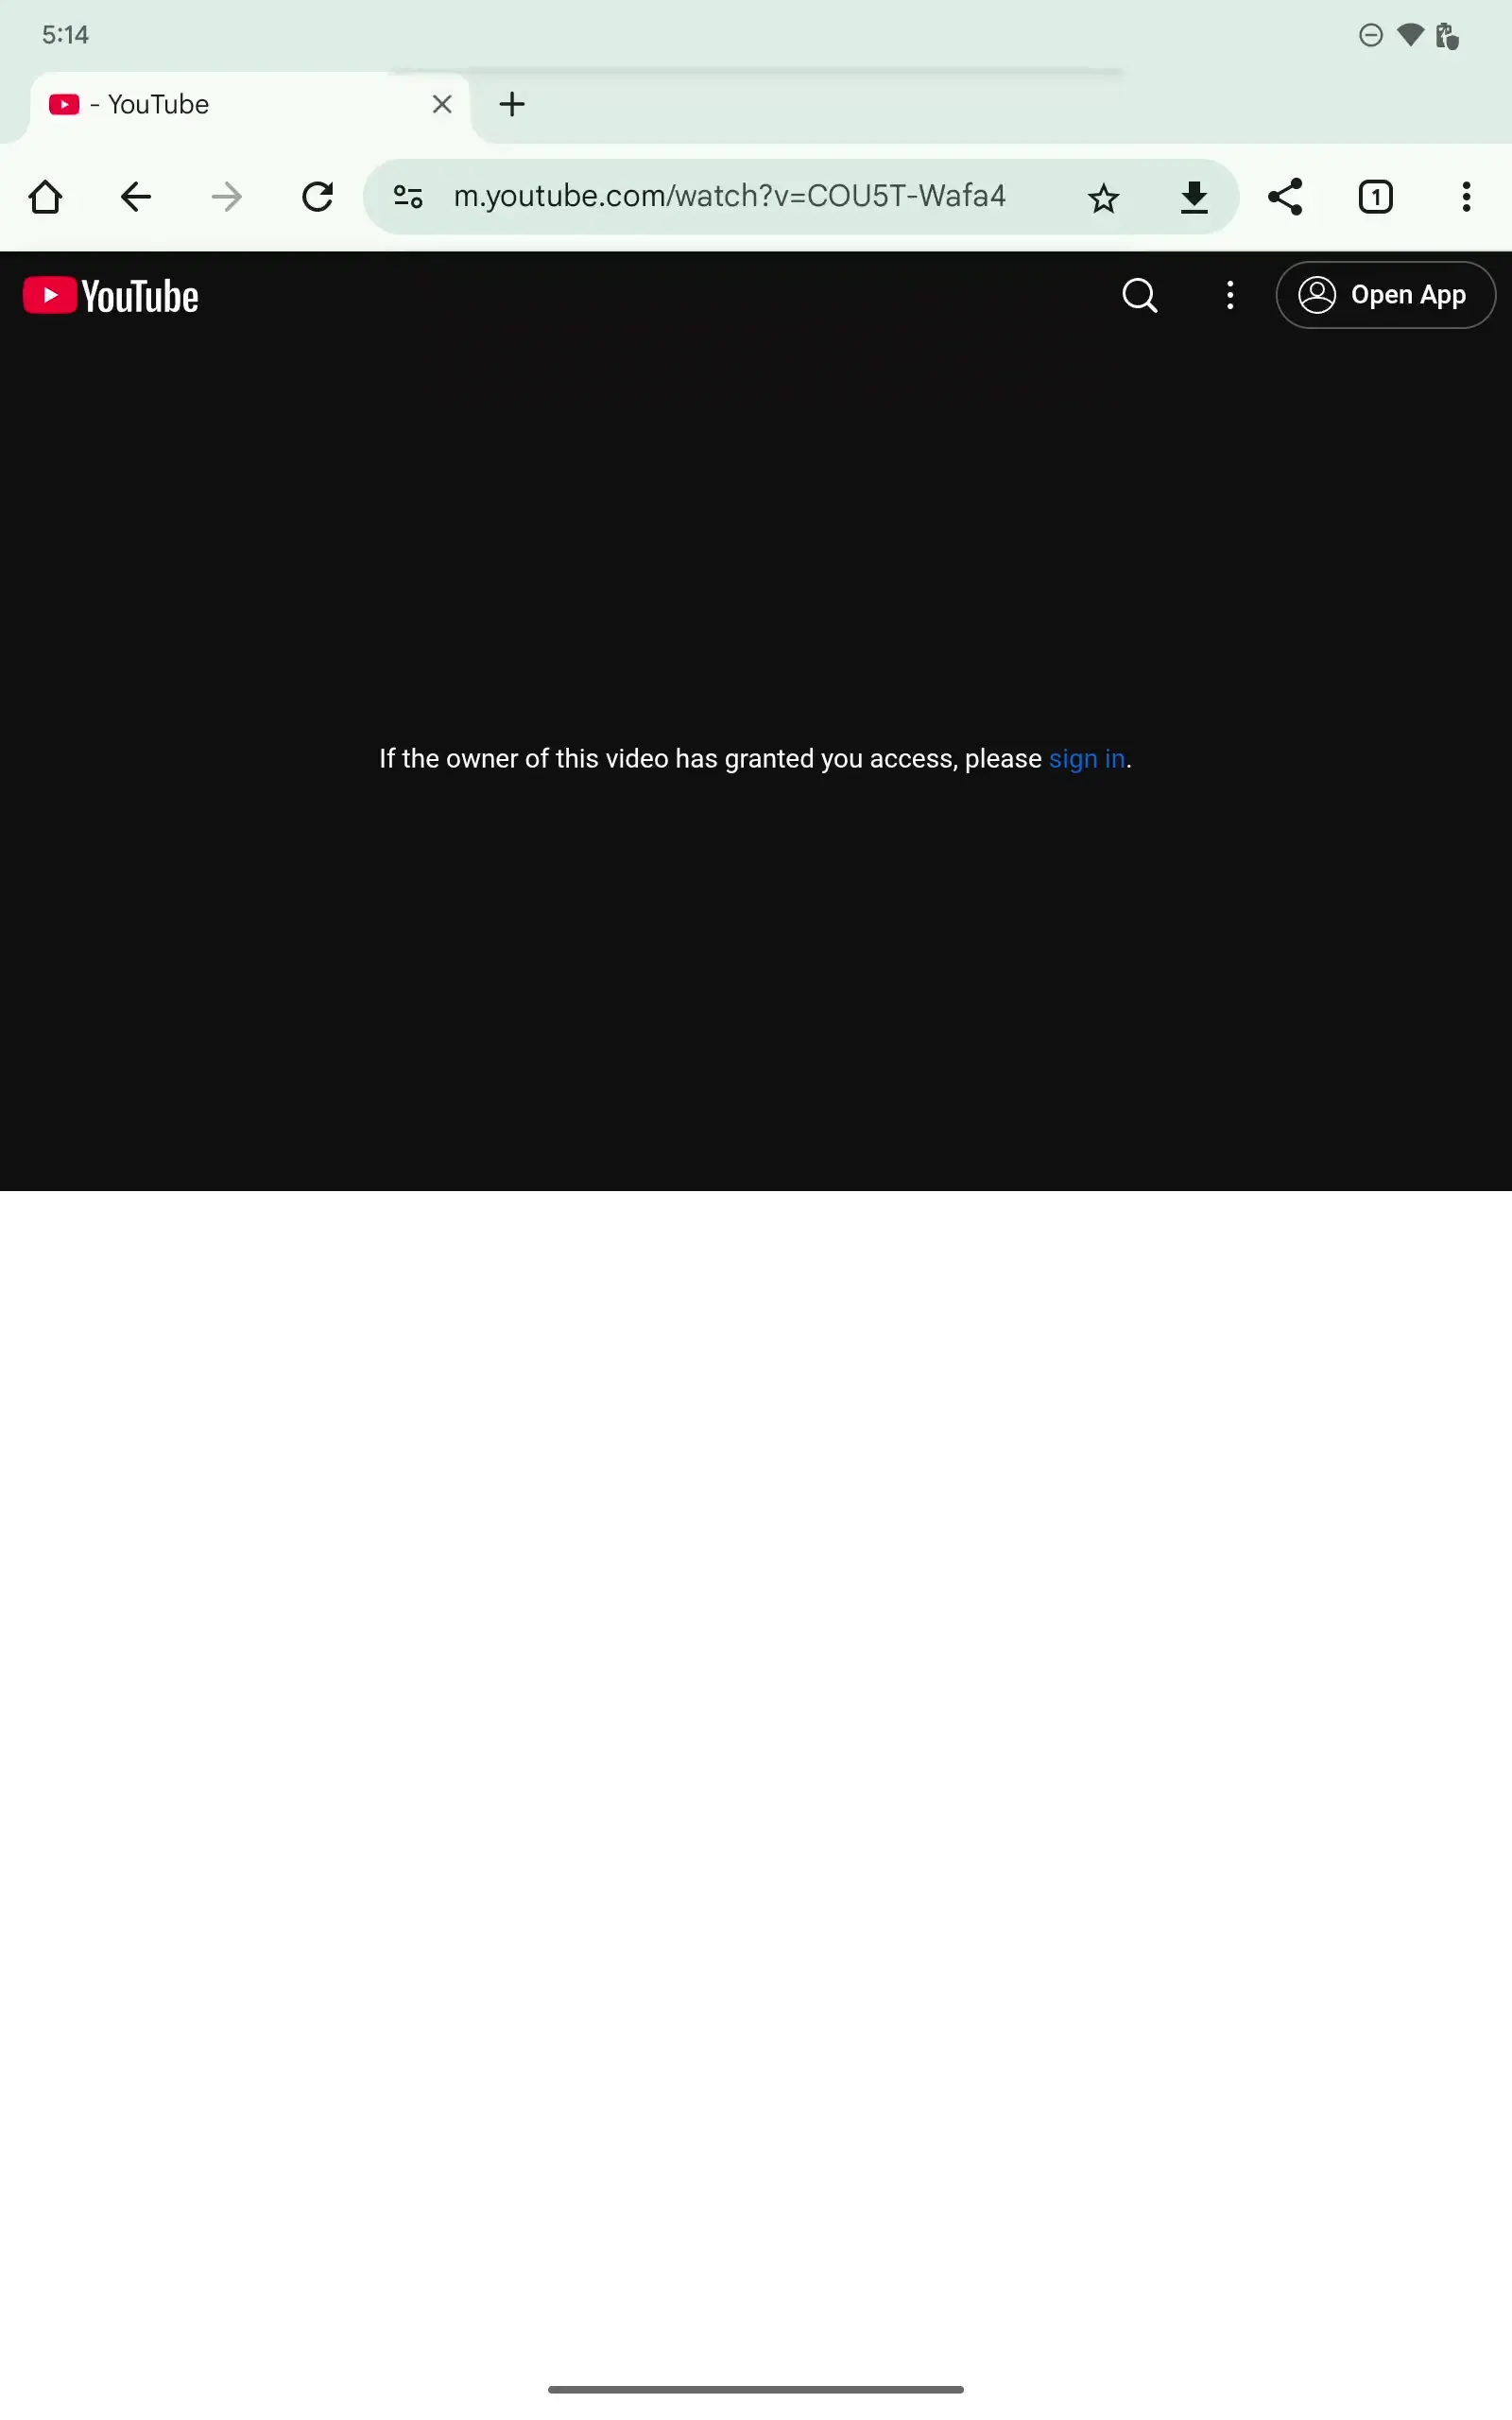 5:14
- YouTube
m.youtube.com/watch?v=COU5T-Wafa4
1
YouTube
Open App
If the owner of this video has granted you access, please sign in.